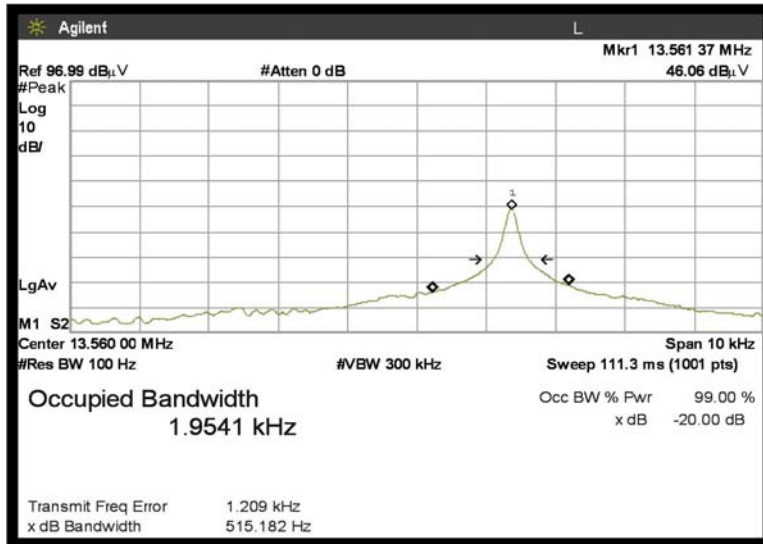 Agilent L
Mkr1 13.561 37 MHz
Ref 96.99 dBµV #Atten 0 dB 46.06 dBµV
#Peak
Log
10
dB/
1
LgAv
M1 S2
Center 13.560 00 MHz Span 10 kHz
#Res BW 100 Hz #VBW 300 kHz Sweep 111.3 ms (1001 pts)
Occupied Bandwidth Occ BW % Pwr 99.00 %
1.9541 kHz x dB -20.00 dB
Transmit Freq Error 1.209 kHz
x dB Bandwidth 515.182 Hz